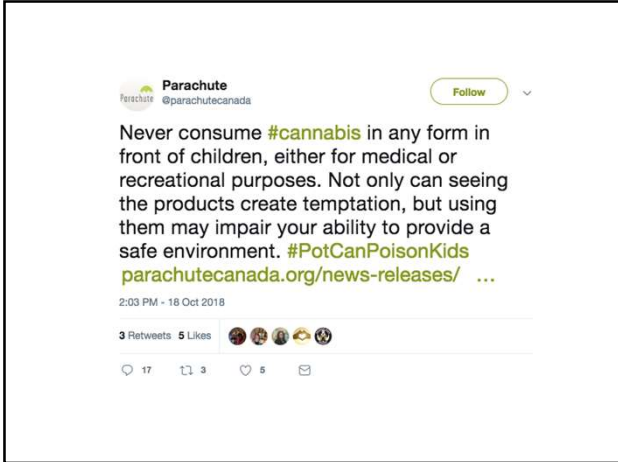 Parachute
Parachute
@parachutecanada
Follow
Never consume #cannabis in any form in
front of children, either for medical or
recreational purposes. Not only can seeing
the products create temptation, but using
them may impair your ability to provide a
safe environment. #PotCanPoisonKids
parachutecanada.org/news-releases/ ...
2:03 PM - 18 Oct 2018
3 Retweets 5 Likes
17 3 5